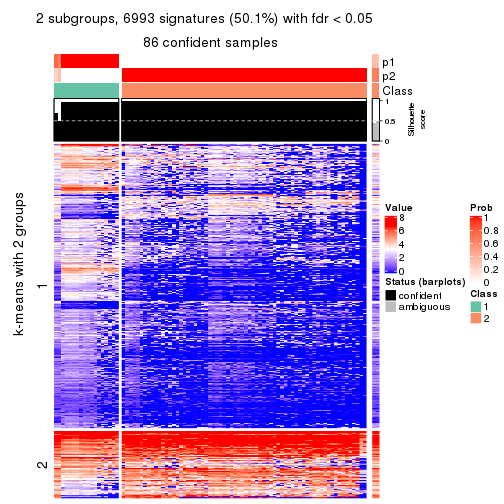 2 subgroups, 6993 signatures (50.1%) with fdr < 0.05
86 confident samples
p1
p2
Class
1
0.5
0
Silhouette
score
k-means with 2 groups
1
2
Value
8
6
4
2
0
Prob
1
0.8
0.6
0.4
0.2
0
Status (barplots)
confident
ambiguous
Class
1
2